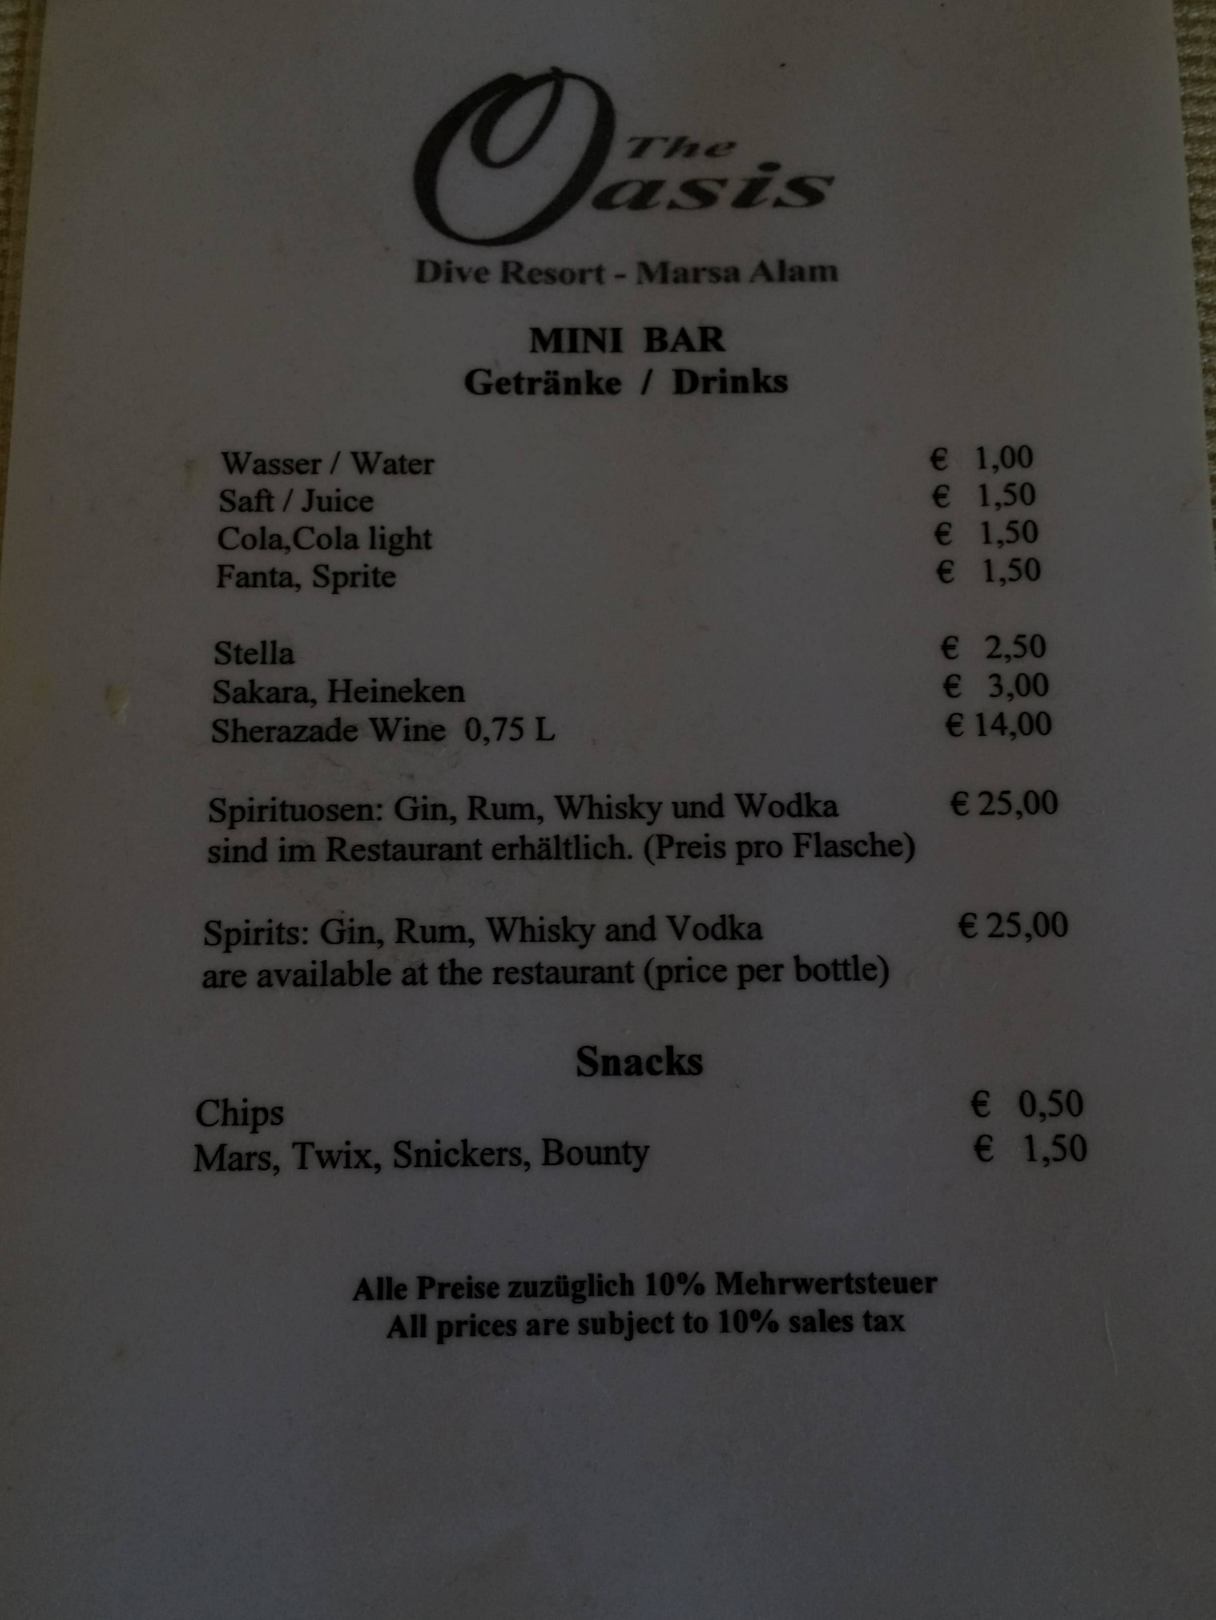 The
Oasis
Dive Resort - Marsa Alam
MINI BAR
Getränke / Drinks
Wasser / Water € 1,00
Saft / Juice € 1,50
Cola,Cola light € 1,50
Fanta, Sprite € 1,50
Stella € 2,50
Sakara, Heineken € 3,00
Sherazade Wine 0,75 L € 14,00
Spirituosen: Gin, Rum, Whisky und Wodka € 25,00
sind im Restaurant erhältlich. (Preis pro Flasche)
Spirits: Gin, Rum, Whisky and Vodka € 25,00
are available at the restaurant (price per bottle)
Snacks
Chips € 0,50
Mars, Twix, Snickers, Bounty € 1,50
Alle Preise zuzüglich 10% Mehrwertsteuer
All prices are subject to 10% sales tax